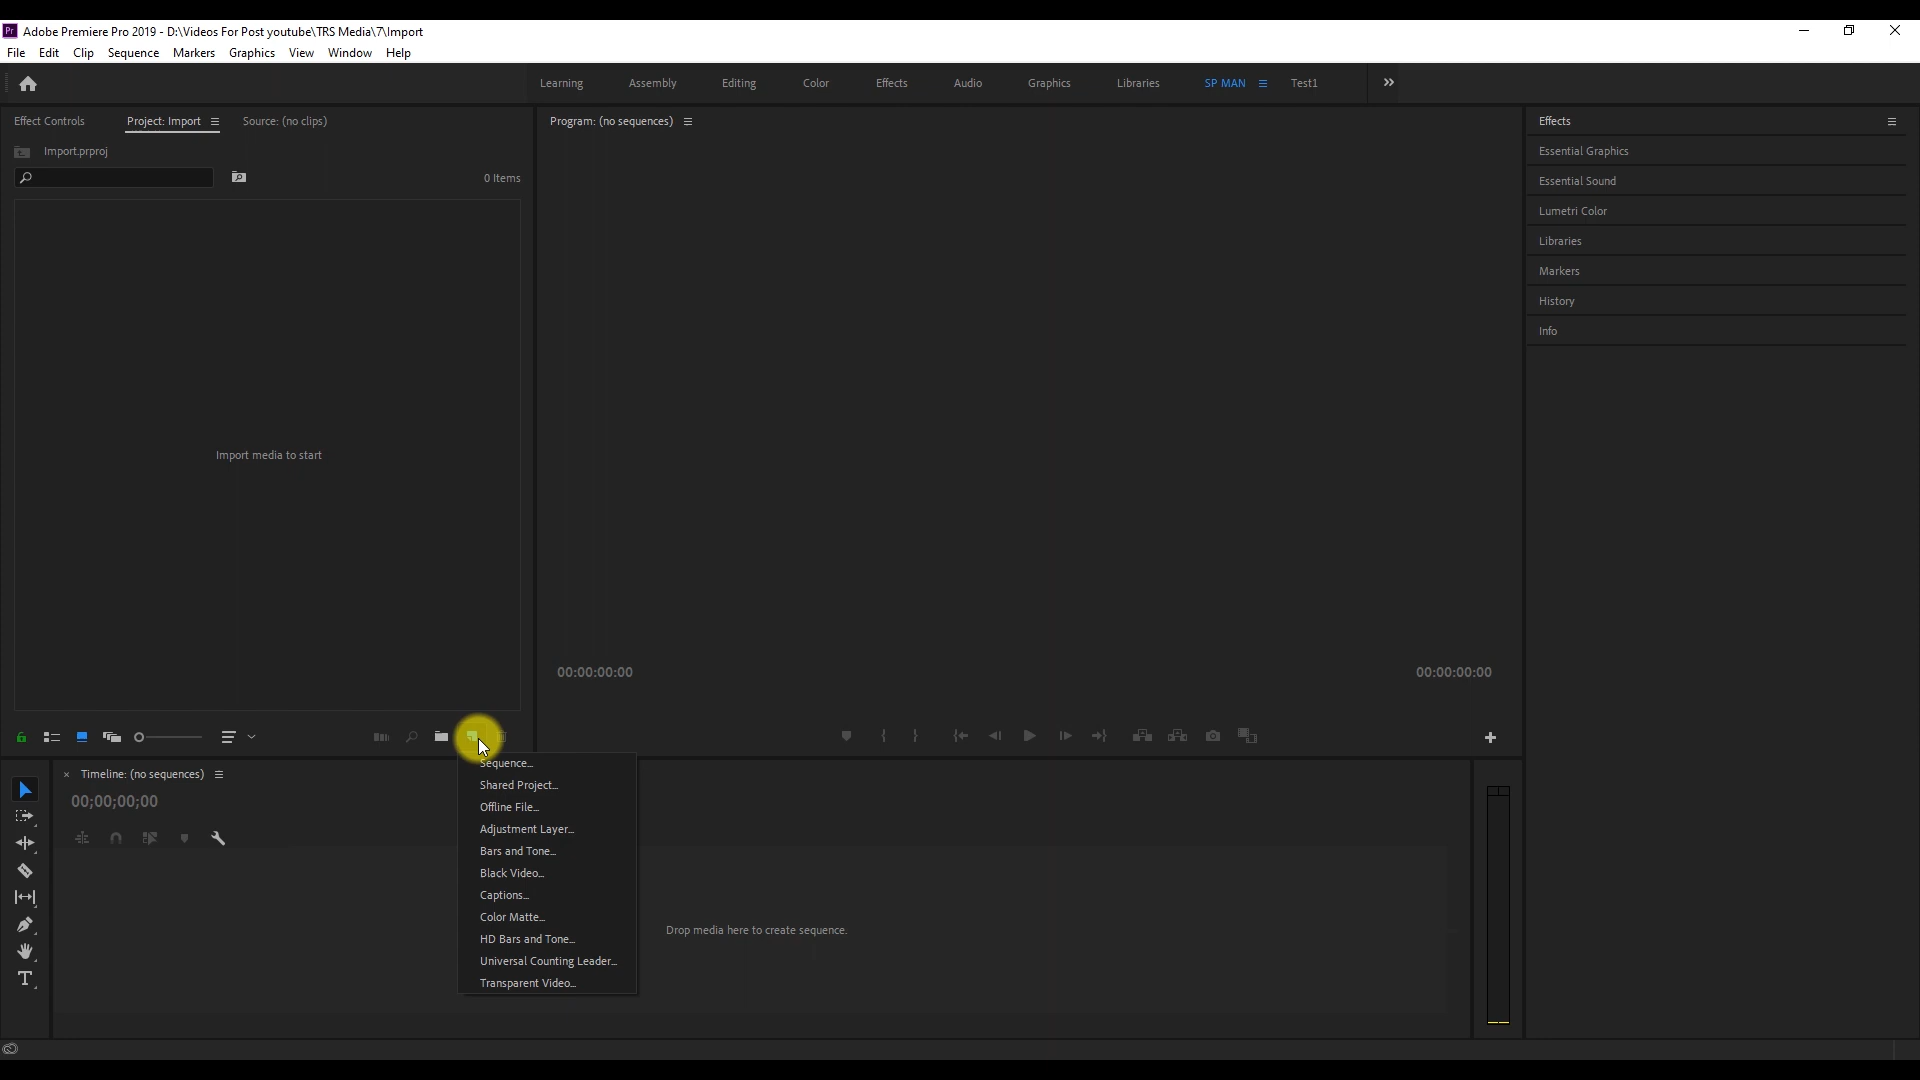 Pr Adobe Premiere Pro 2019 - D:\Videos For Post youtube\TRS Media\7\Import
File Edit Clip Sequence Markers Graphics View Window Help
Learning Assembly Editing Color Effects Audio Graphics Libraries SP MAN Test1
Effect Controls Project: Import Source: (no clips)
Program: (no sequences)
Effects
Import.prproj
0 Items
Essential Graphics
Essential Sound
Lumetri Color
Libraries
Markers
History
Info
Import media to start
00:00:00:00
00:00:00:00
Timeline: (no sequences)
00;00;00;00
Sequence...
Shared Project...
Offline File...
Adjustment Layer...
Bars and Tone...
Black Video...
Captions...
Color Matte...
HD Bars and Tone...
Universal Counting Leader...
Transparent Video...
Drop media here to create sequence.